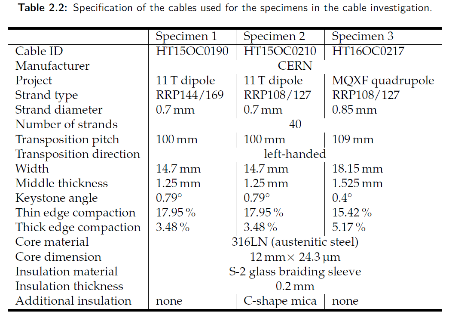 Table 2.2: Specification of the cables used for the specimens in the cable investigation.
Specimen 1 Specimen 2 Specimen 3
Cable ID HT15OC0190 HT15OC0210 HT16OC0217
Manufacturer CERN
Project 11 T dipole 11 T dipole MQXF quadrupole
Strand type RRP144/169 RRP108/127 RRP108/127
Strand diameter 0.7 mm 0.7 mm 0.85 mm
Number of strands 40
Transposition pitch 100 mm 100 mm 109 mm
Transposition direction left-handed
Width 14.7 mm 14.7 mm 18.15 mm
Middle thickness 1.25 mm 1.25 mm 1.525 mm
Keystone angle 0.79° 0.79° 0.4°
Thin edge compaction 17.95 % 17.95 % 15.42 %
Thick edge compaction 3.48 % 3.48 % 5.17 %
Core material 316LN (austenitic steel)
Core dimension 12 mm× 24.3 μm
Insulation material S-2 glass braiding sleeve
Insulation thickness 0.2 mm
Additional insulation none C-shape mica none